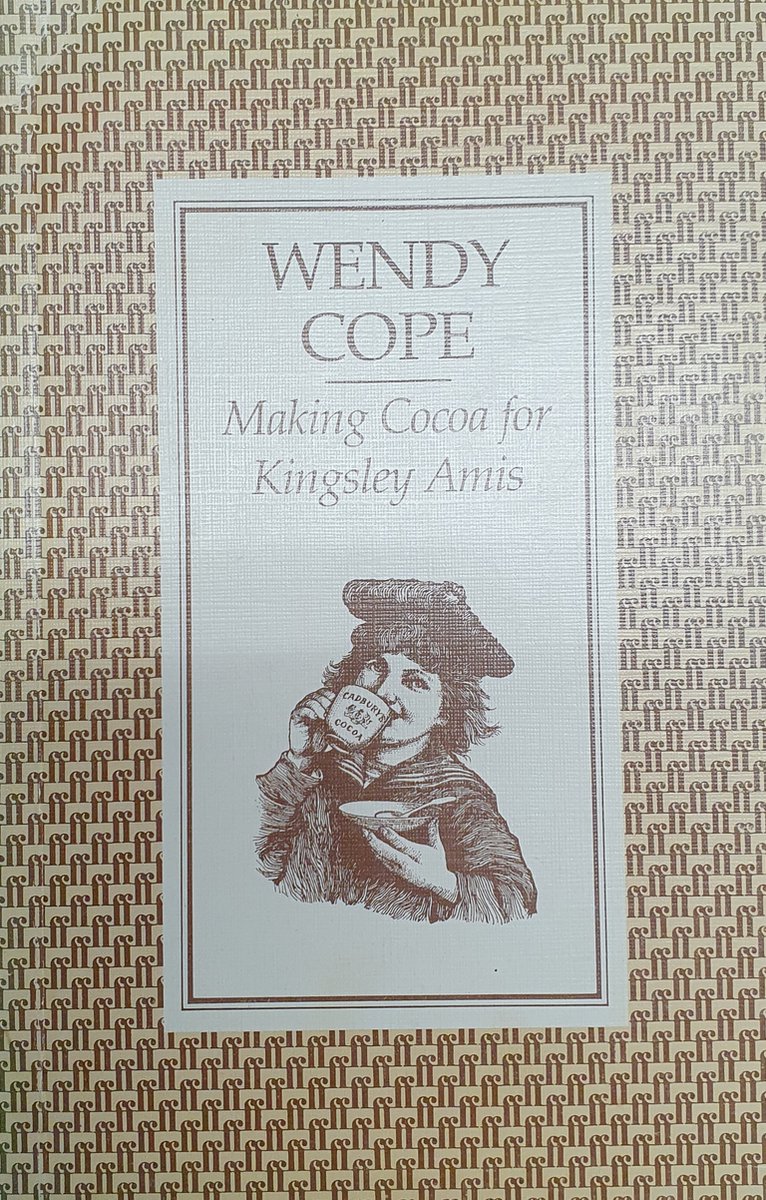 WENDY
COPE
Making Cocoa for
Kingsley Amis
CADBURY'S
COCOA